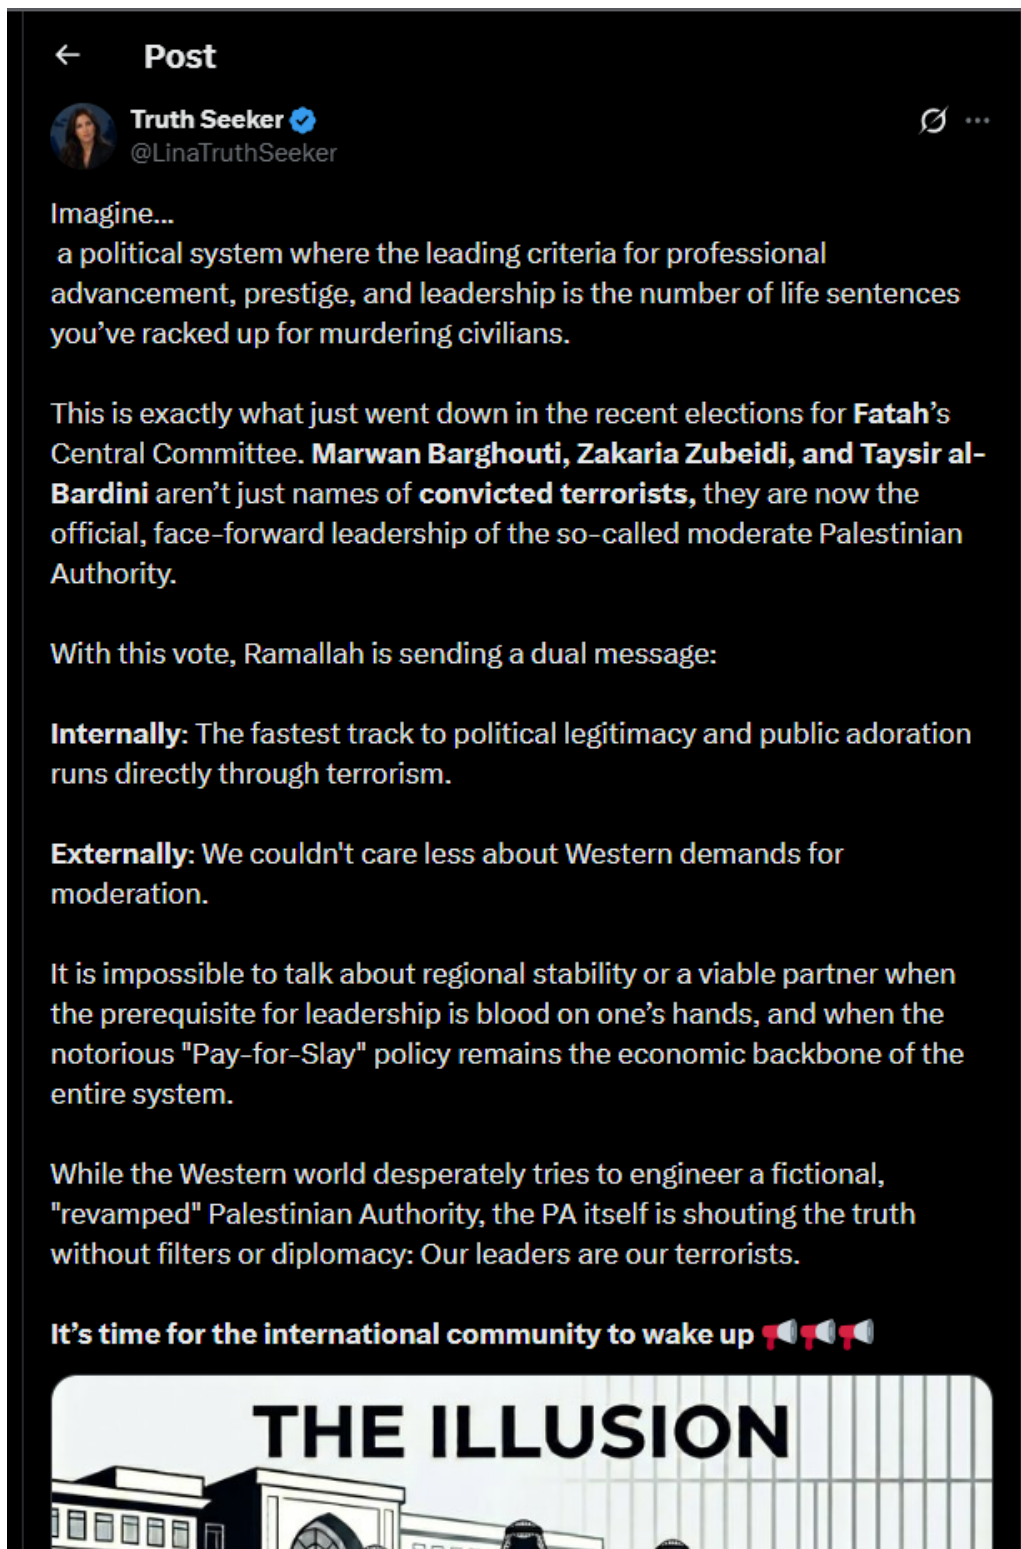 Post
Truth Seeker
@LinaTruthSeeker
Imagine...
a political system where the leading criteria for professional
advancement, prestige, and leadership is the number of life sentences
you’ve racked up for murdering civilians.
This is exactly what just went down in the recent elections for Fatah’s
Central Committee. Marwan Barghouti, Zakaria Zubeidi, and Taysir al-
Bardini aren’t just names of convicted terrorists, they are now the
official, face-forward leadership of the so-called moderate Palestinian
Authority.
With this vote, Ramallah is sending a dual message:
Internally: The fastest track to political legitimacy and public adoration
runs directly through terrorism.
Externally: We couldn't care less about Western demands for
moderation.
It is impossible to talk about regional stability or a viable partner when
the prerequisite for leadership is blood on one’s hands, and when the
notorious "Pay-for-Slay" policy remains the economic backbone of the
entire system.
While the Western world desperately tries to engineer a fictional,
"revamped" Palestinian Authority, the PA itself is shouting the truth
without filters or diplomacy: Our leaders are our terrorists.
It’s time for the international community to wake up 📢📢📢
THE ILLUSION